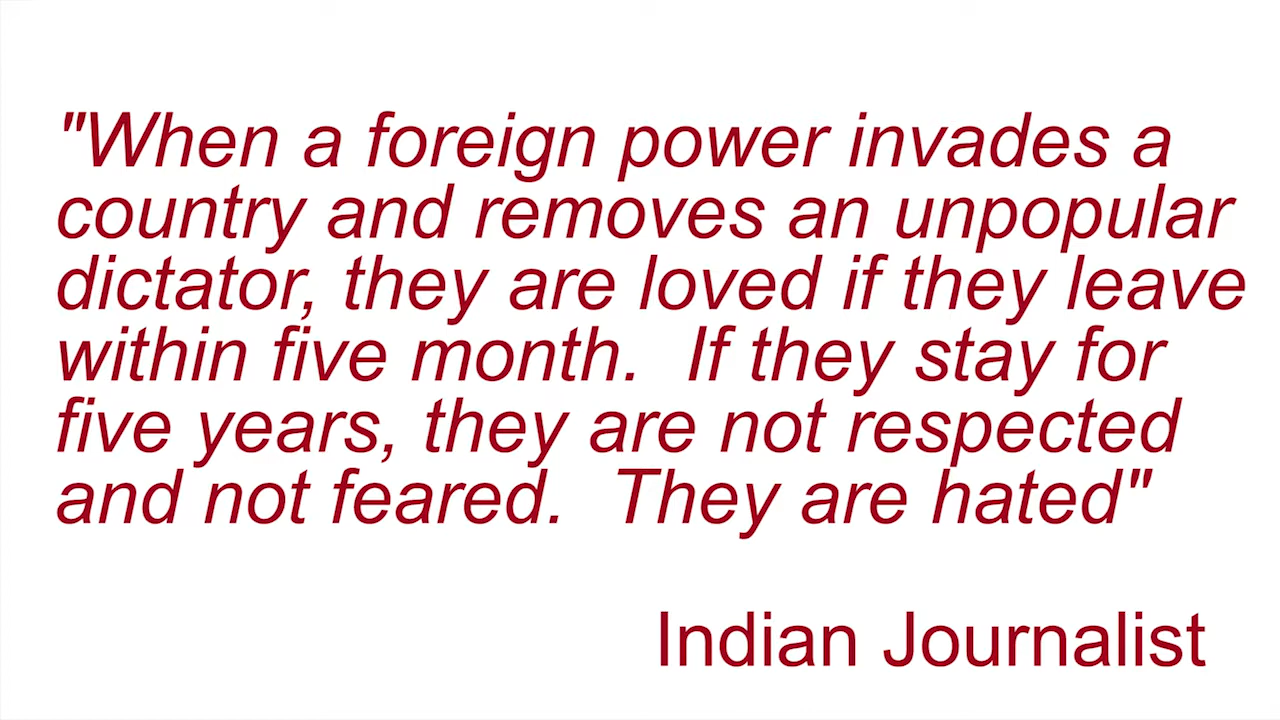 "When a foreign power invades a
country and removes an unpopular
dictator, they are loved if they leave
within five month.  If they stay for
five years, they are not respected
and not feared.  They are hated"
Indian Journalist